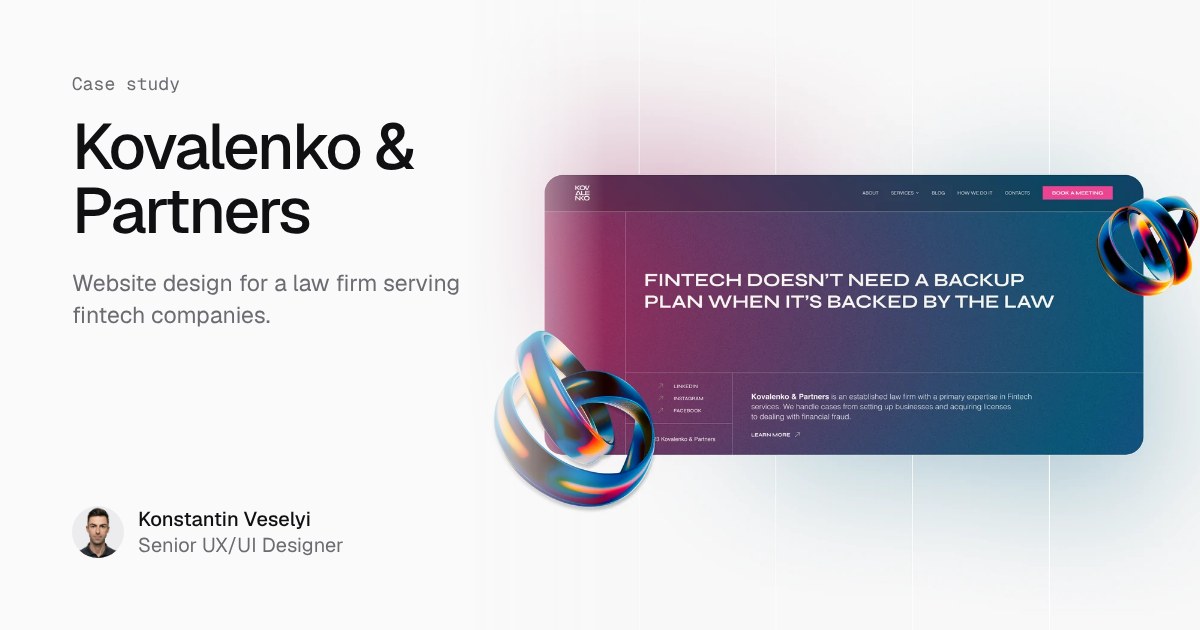 Case study
Kovalenko &
Partners
Website design for a law firm serving
fintech companies.
Konstantin Veselyi
Senior UX/UI Designer
KOV
ALE
NKO
ABOUT
SERVICES
BLOG
HOW WE DO IT
CONTACTS
BOOK A MEETING
FINTECH DOESN'T NEED A BACKUP
PLAN WHEN IT'S BACKED BY THE LAW
LINKEDIN
INSTAGRAM
FACEBOOK
Kovalenko & Partners
Kovalenko & Partners is an established law firm with a primary expertise in Fintech
services. We handle cases from setting up businesses and acquiring licenses
to dealing with financial fraud.
LEARN MORE